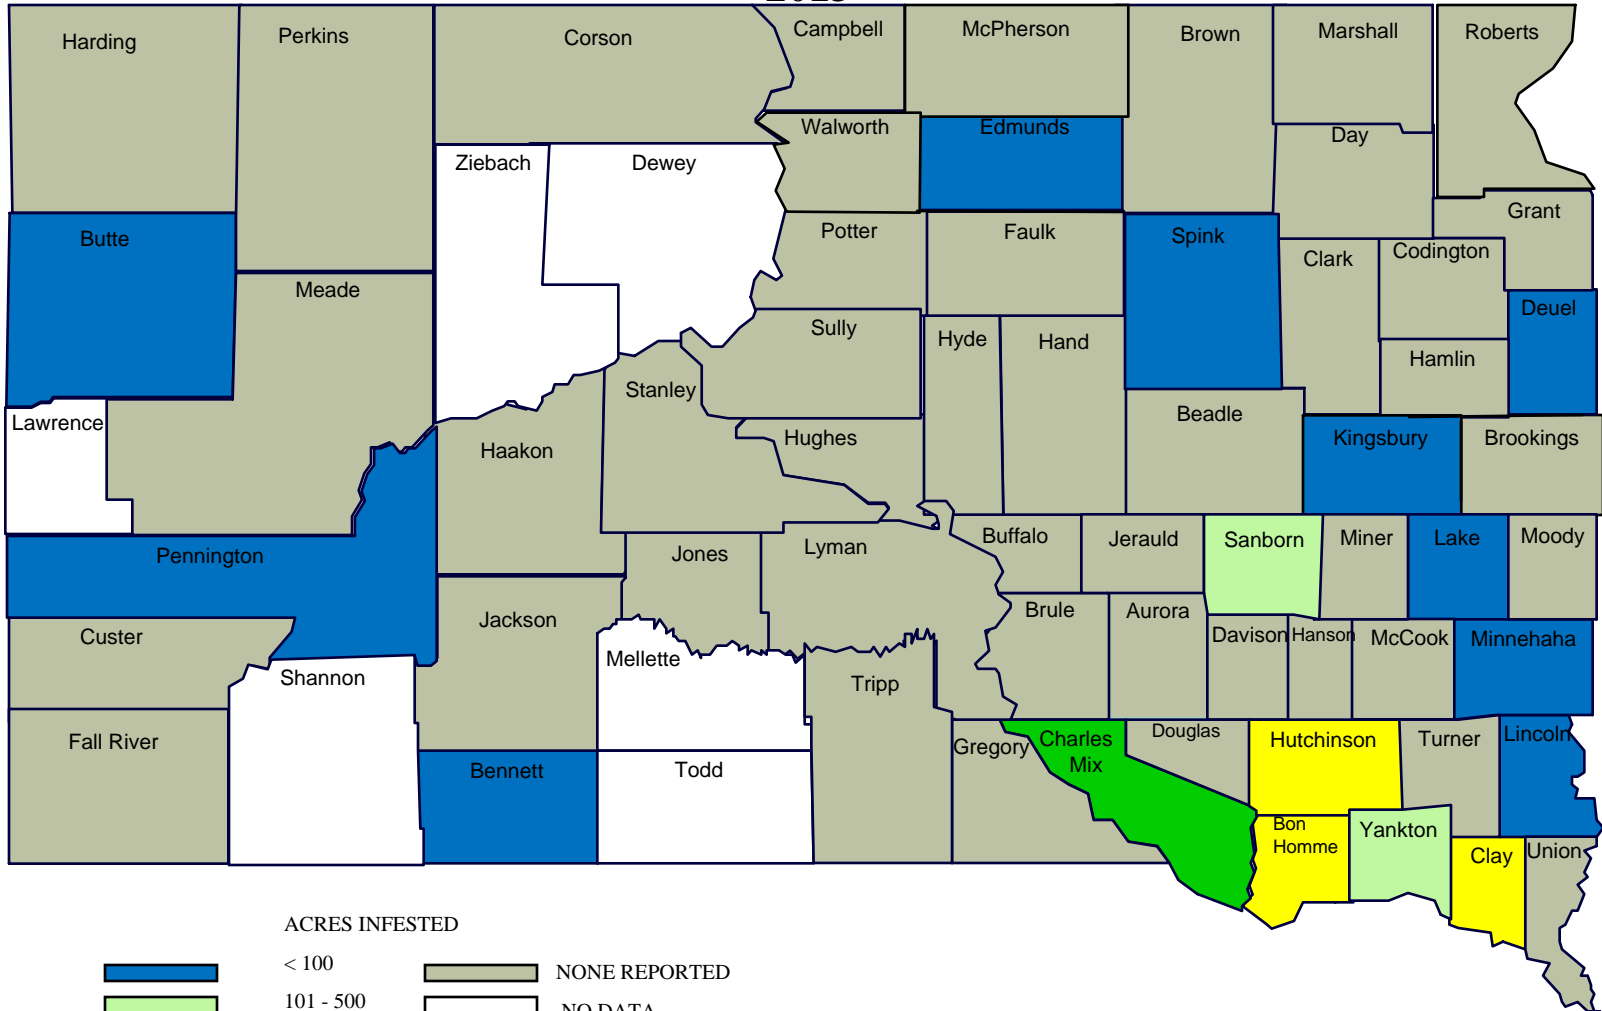 Harding
Perkins
Corson
Campbell
McPherson
Brown
Marshall
Roberts
Walworth
Edmunds
Day
Ziebach
Dewey
Grant
Butte
Potter
Faulk
Spink
Clark
Codington
Meade
Deuel
Sully
Hyde
Hand
Hamlin
Stanley
Lawrence
Beadle
Haakon
Hughes
Kingsbury
Brookings
Pennington
Jones
Lyman
Buffalo
Jerauld
Sanborn
Miner
Lake
Moody
Custer
Jackson
Brule
Aurora
Davison
Hanson
McCook
Minnehaha
Shannon
Mellette
Tripp
Fall River
Bennett
Todd
Gregory
Charles
Mix
Douglas
Hutchinson
Turner
Lincoln
Bon
Homme
Yankton
Clay
Union
ACRES INFESTED
< 100
NONE REPORTED
101 - 500
NO DATA